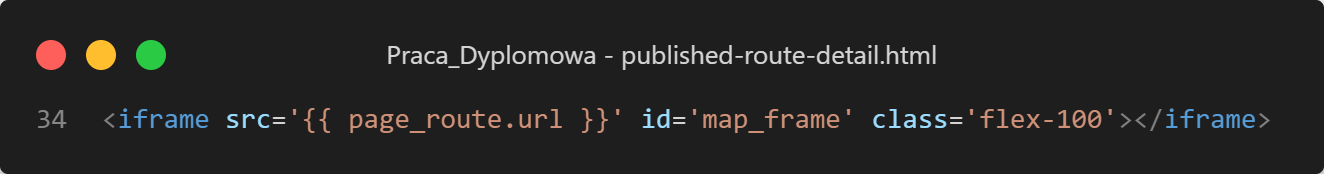 Praca_Dyplomowa - published-route-detail.html
34 <iframe src='{{ page_route.url }}' id='map_frame' class='flex-100'></iframe>